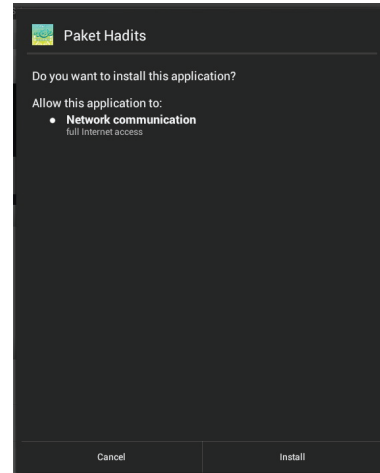 Paket Hadits
Do you want to install this application?
Allow this application to:
● Network communication
full Internet access
Cancel
Install